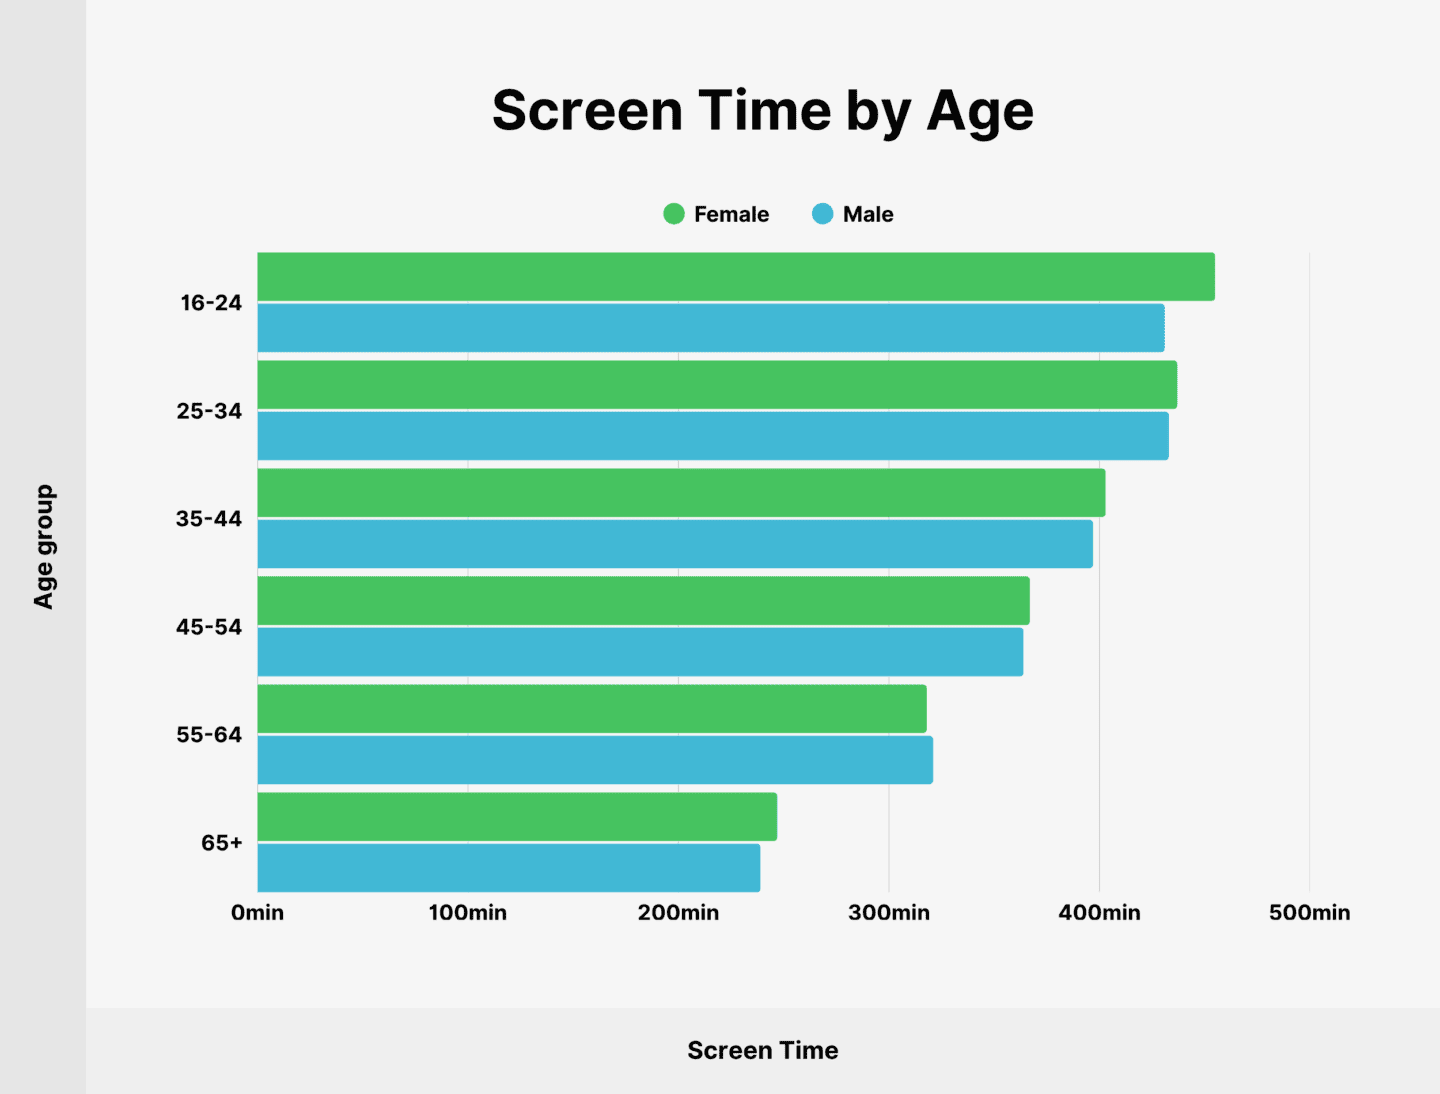 Screen Time by Age
Female
Male
16-24
25-34
35-44
45-54
55-64
65+
0min 100min 200min 300min 400min 500min
Age group
Screen Time